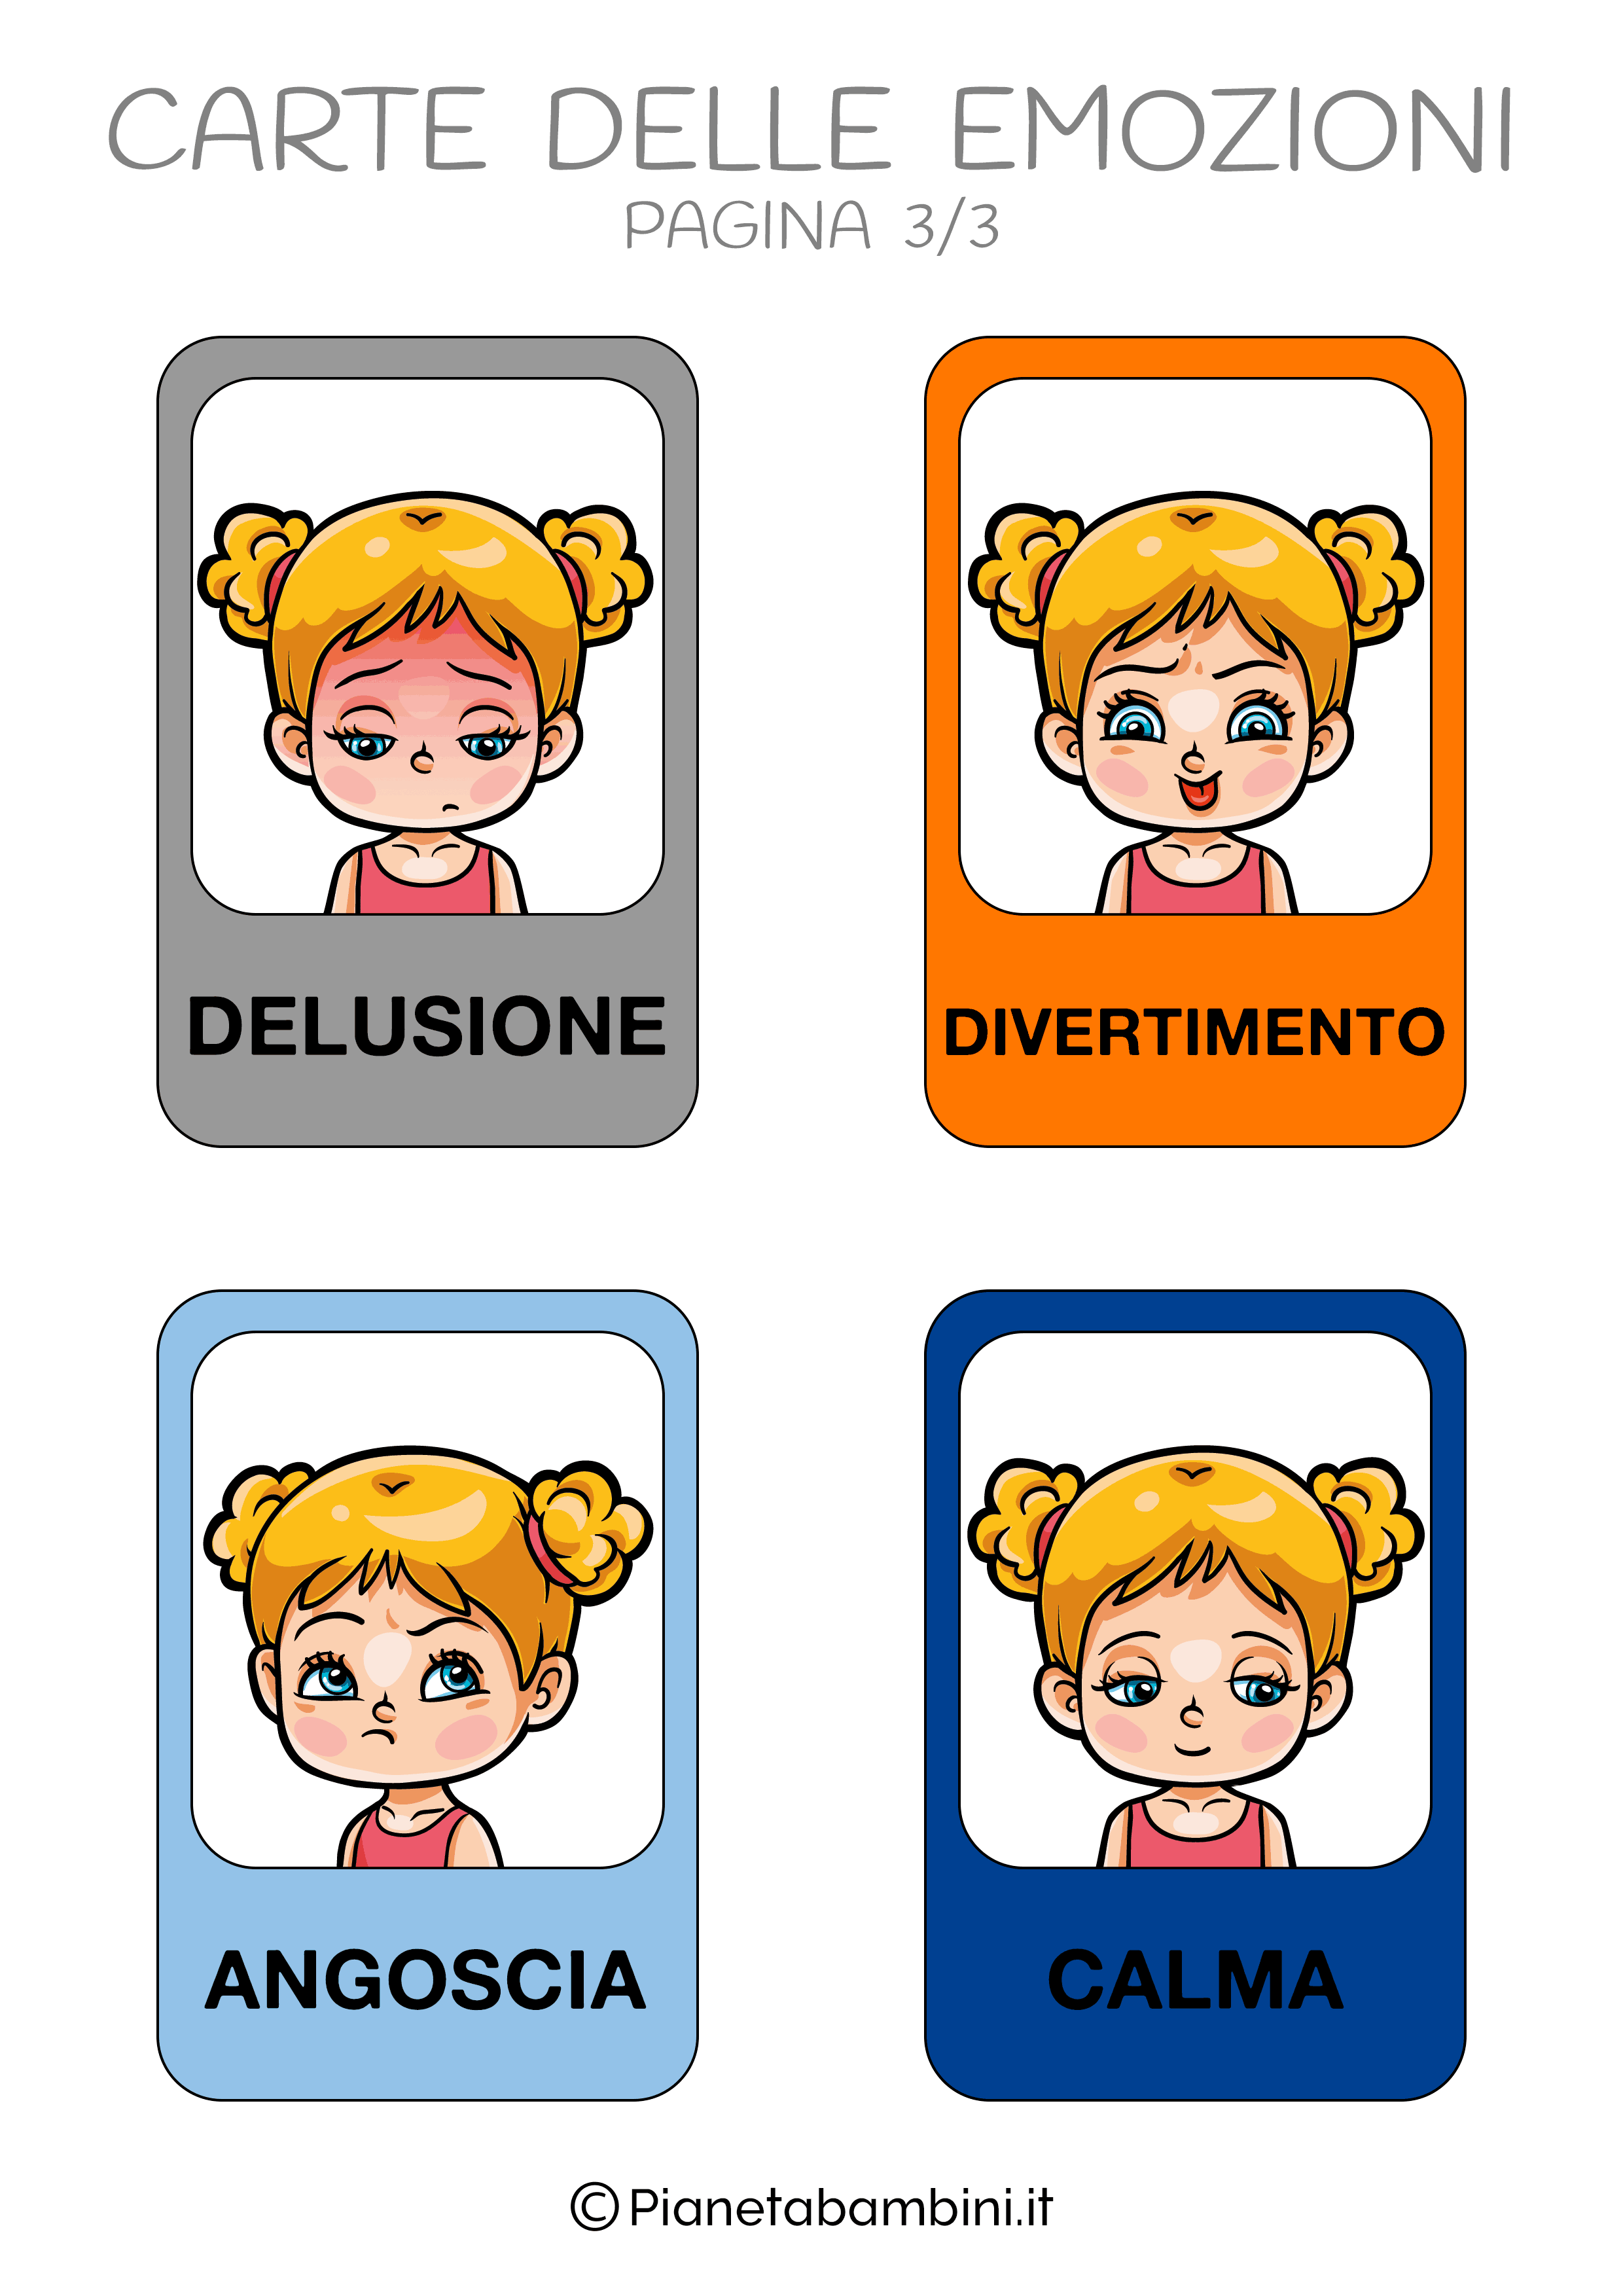 CARTE DELLE EMOZIONI
PAGINA 3/3
DELUSIONE
DIVERTIMENTO
ANGOSCIA
CALMA
© Pianetabambini.it